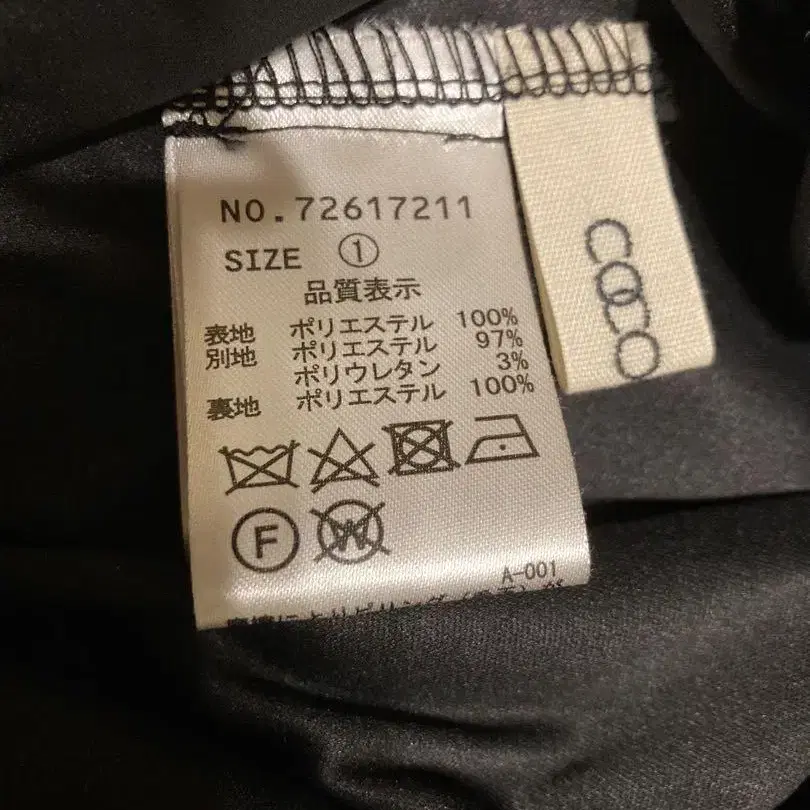 NO.72617211
SIZE ①
品質表示
表地 ポリエステル 100%
別地 ポリエステル 97%
ポリウレタン 3%
裏地 ポリエステル 100%
F W
A-001
COCO